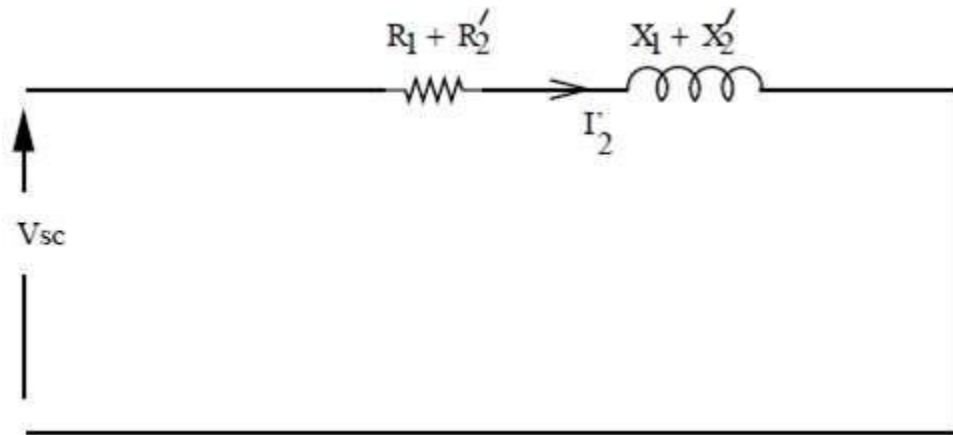 R₁ + R₂′ X₁ + X₂′
I₂′
Vsc